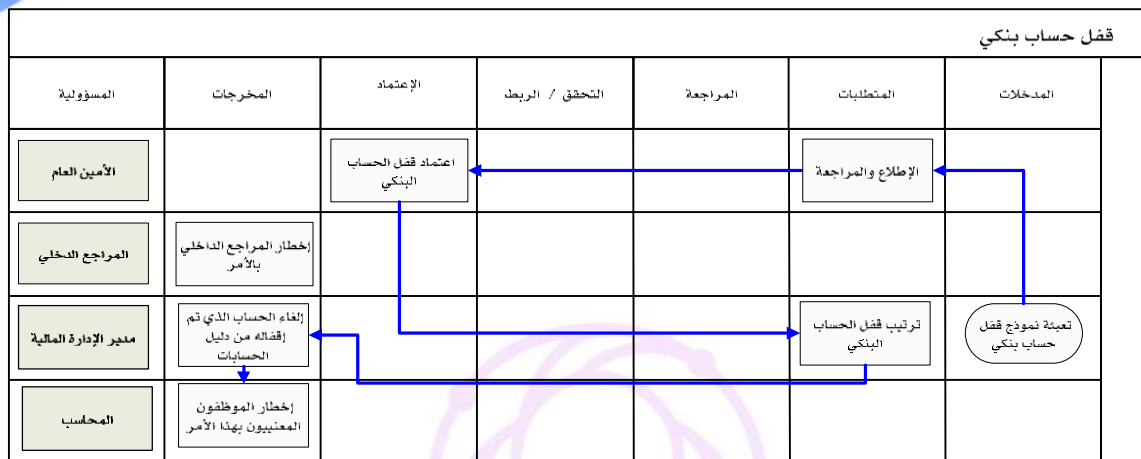 قفل حساب بنكي
المدخلات
المتطلبات
المراجعة
التحقق / الربط
الإعتماد
المخرجات
المسؤولية
الإطلاع والمراجعة
اعتماد قفل الحساب
البنكي
الأمين العام
إخطار المراجع الداخلي
بالأمر
المراجع الدخلي
تعبئة نموذج قفل
حساب بنكي
ترتيب قفل الحساب
البنكي
إلغاء الحساب الذي تم
إقفاله من دليل
الحسابات
مدير الإدارة المالية
إخطار الموظفون
المعنييون بهذا الأمر
المحاسب